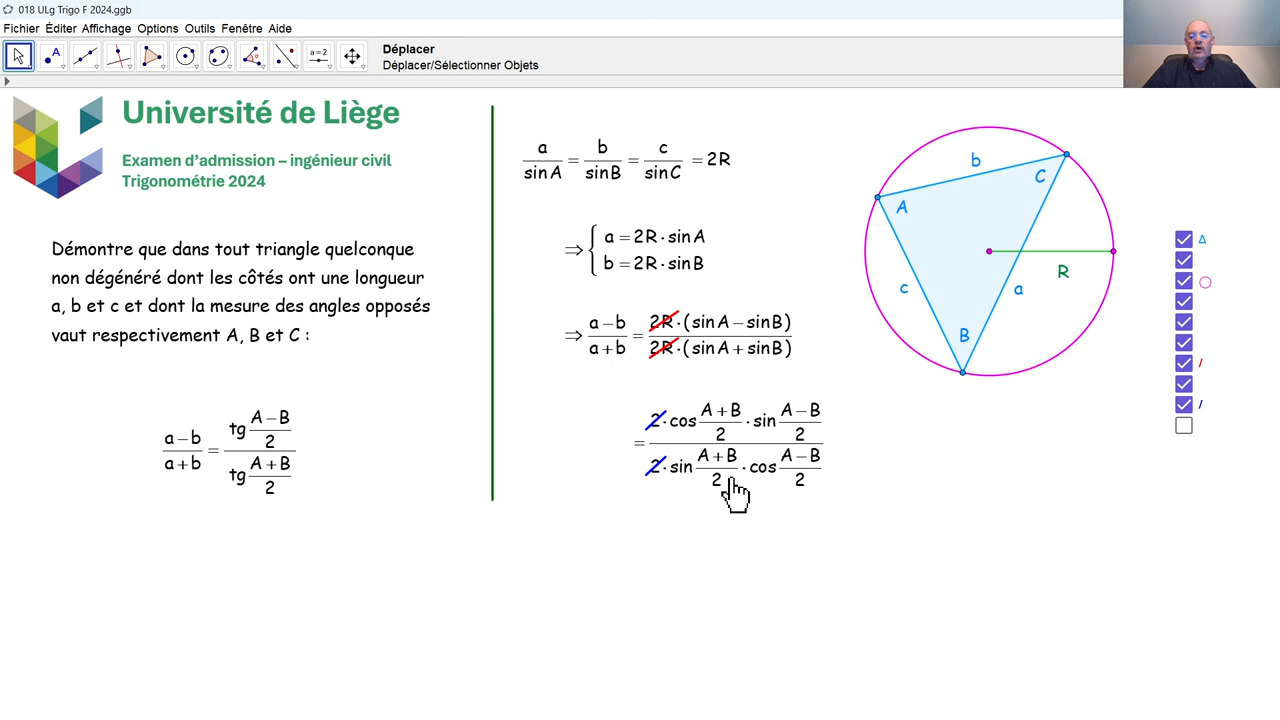 018 ULg Trigo F 2024.ggb
Fichier Éditer Affichage Options Outils Fenêtre Aide
A
a=2
Déplacer
Déplacer/Sélectionner Objets
Université de Liège
Examen d'admission – ingénieur civil
Trigonométrie 2024
Démontre que dans tout triangle quelconque
non dégénéré dont les côtés ont une longueur
a, b et c et dont la mesure des angles opposés
vaut respectivement A, B et C :
(a−b)/(a+b) = (tg (A−B)/2)/(tg (A+B)/2)
a/sinA = b/sinB = c/sinC = 2R
⇒ { a = 2R · sinA
b = 2R · sinB
⇒ (a−b)/(a+b) = (2R · (sinA − sinB))/(2R · (sinA + sinB))
= (2 · cos (A+B)/2 · sin (A−B)/2)/(2 · sin (A+B)/2 · cos (A−B)/2)
b
C
A
R
c
a
B
Δ
○
/
/